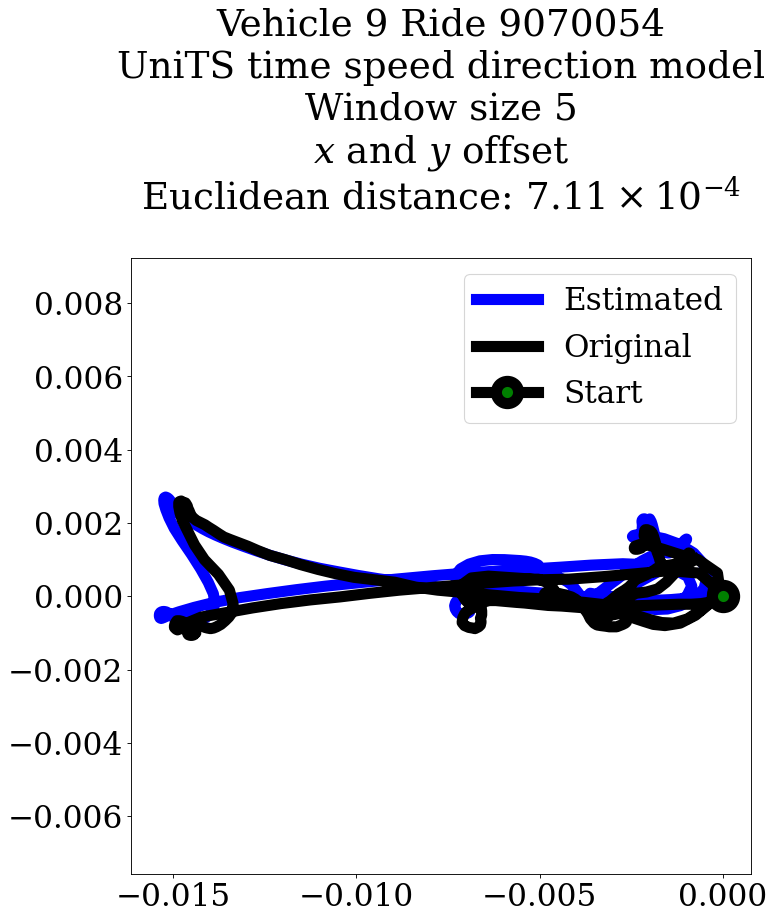 Vehicle 9 Ride 9070054
UniTS time speed direction model
Window size 5
x and y offset
Euclidean distance: 7.11 × 10⁻⁴
Estimated
Original
Start
0.008
0.006
0.004
0.002
0.000
−0.002
−0.004
−0.006
−0.015 −0.010 −0.005 0.000